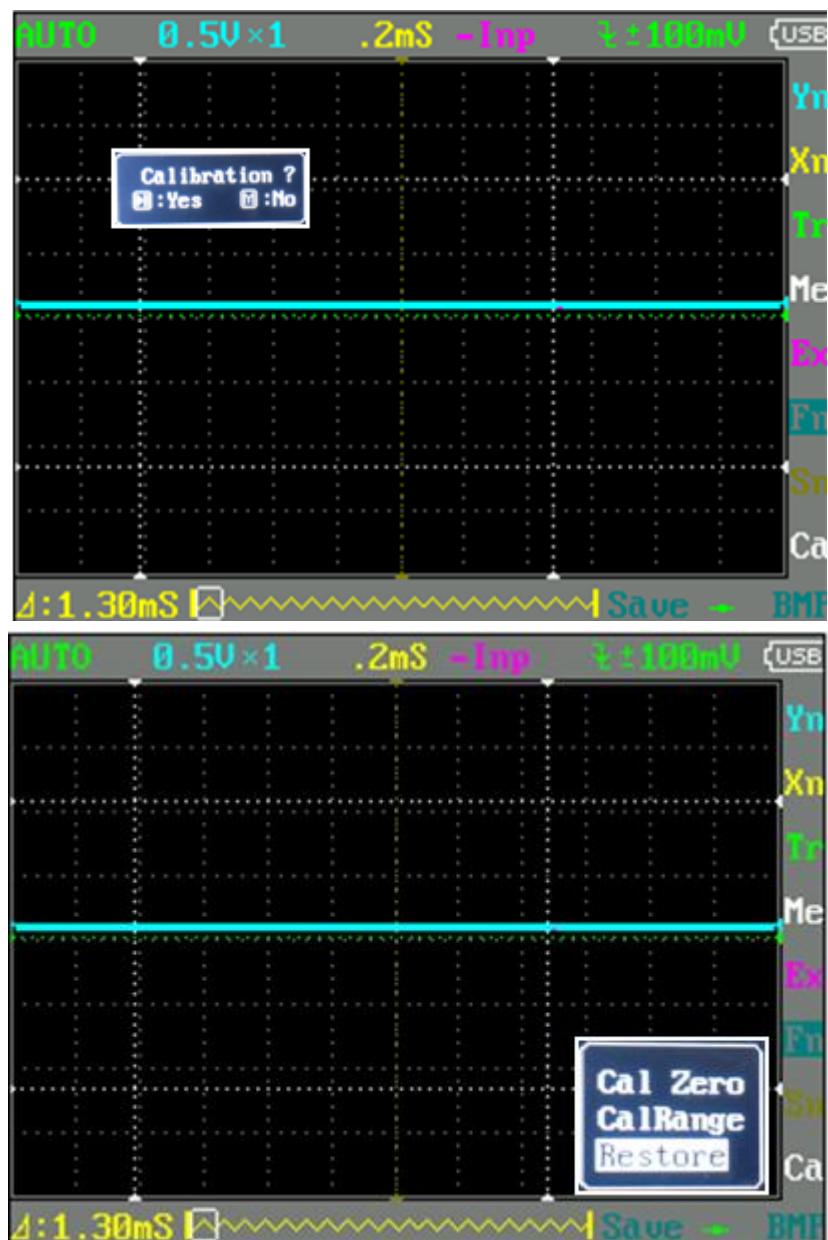 AUTO 0.5V×1 .2mS -Inp ±100mV USB
Yn
Xn
Calibration ?
:Yes M:No
Tr
Me
Ex
Fn
Sn
Ca
⊿:1.30mS Save BMP
AUTO 0.5V×1 .2mS -Inp ±100mV USB
Yn
Xn
Tr
Me
Ex
Fn
Cal Zero
Sn
CalRange
Restore
Ca
⊿:1.30mS Save BMP